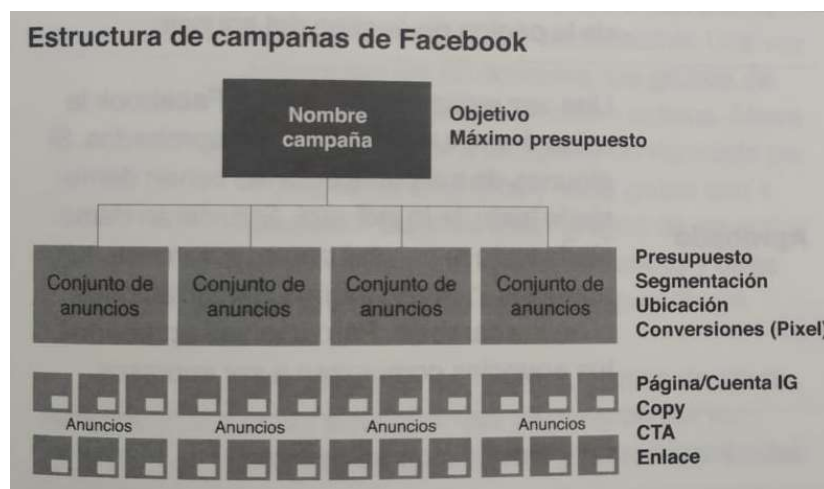 Estructura de campañas de Facebook
Nombre
campaña
Objetivo
Máximo presupuesto
Conjunto de
anuncios
Conjunto de
anuncios
Conjunto de
anuncios
Conjunto de
anuncios
Presupuesto
Segmentación
Ubicación
Conversiones (Pixel)
Anuncios
Anuncios
Anuncios
Anuncios
Página/Cuenta IG
Copy
CTA
Enlace